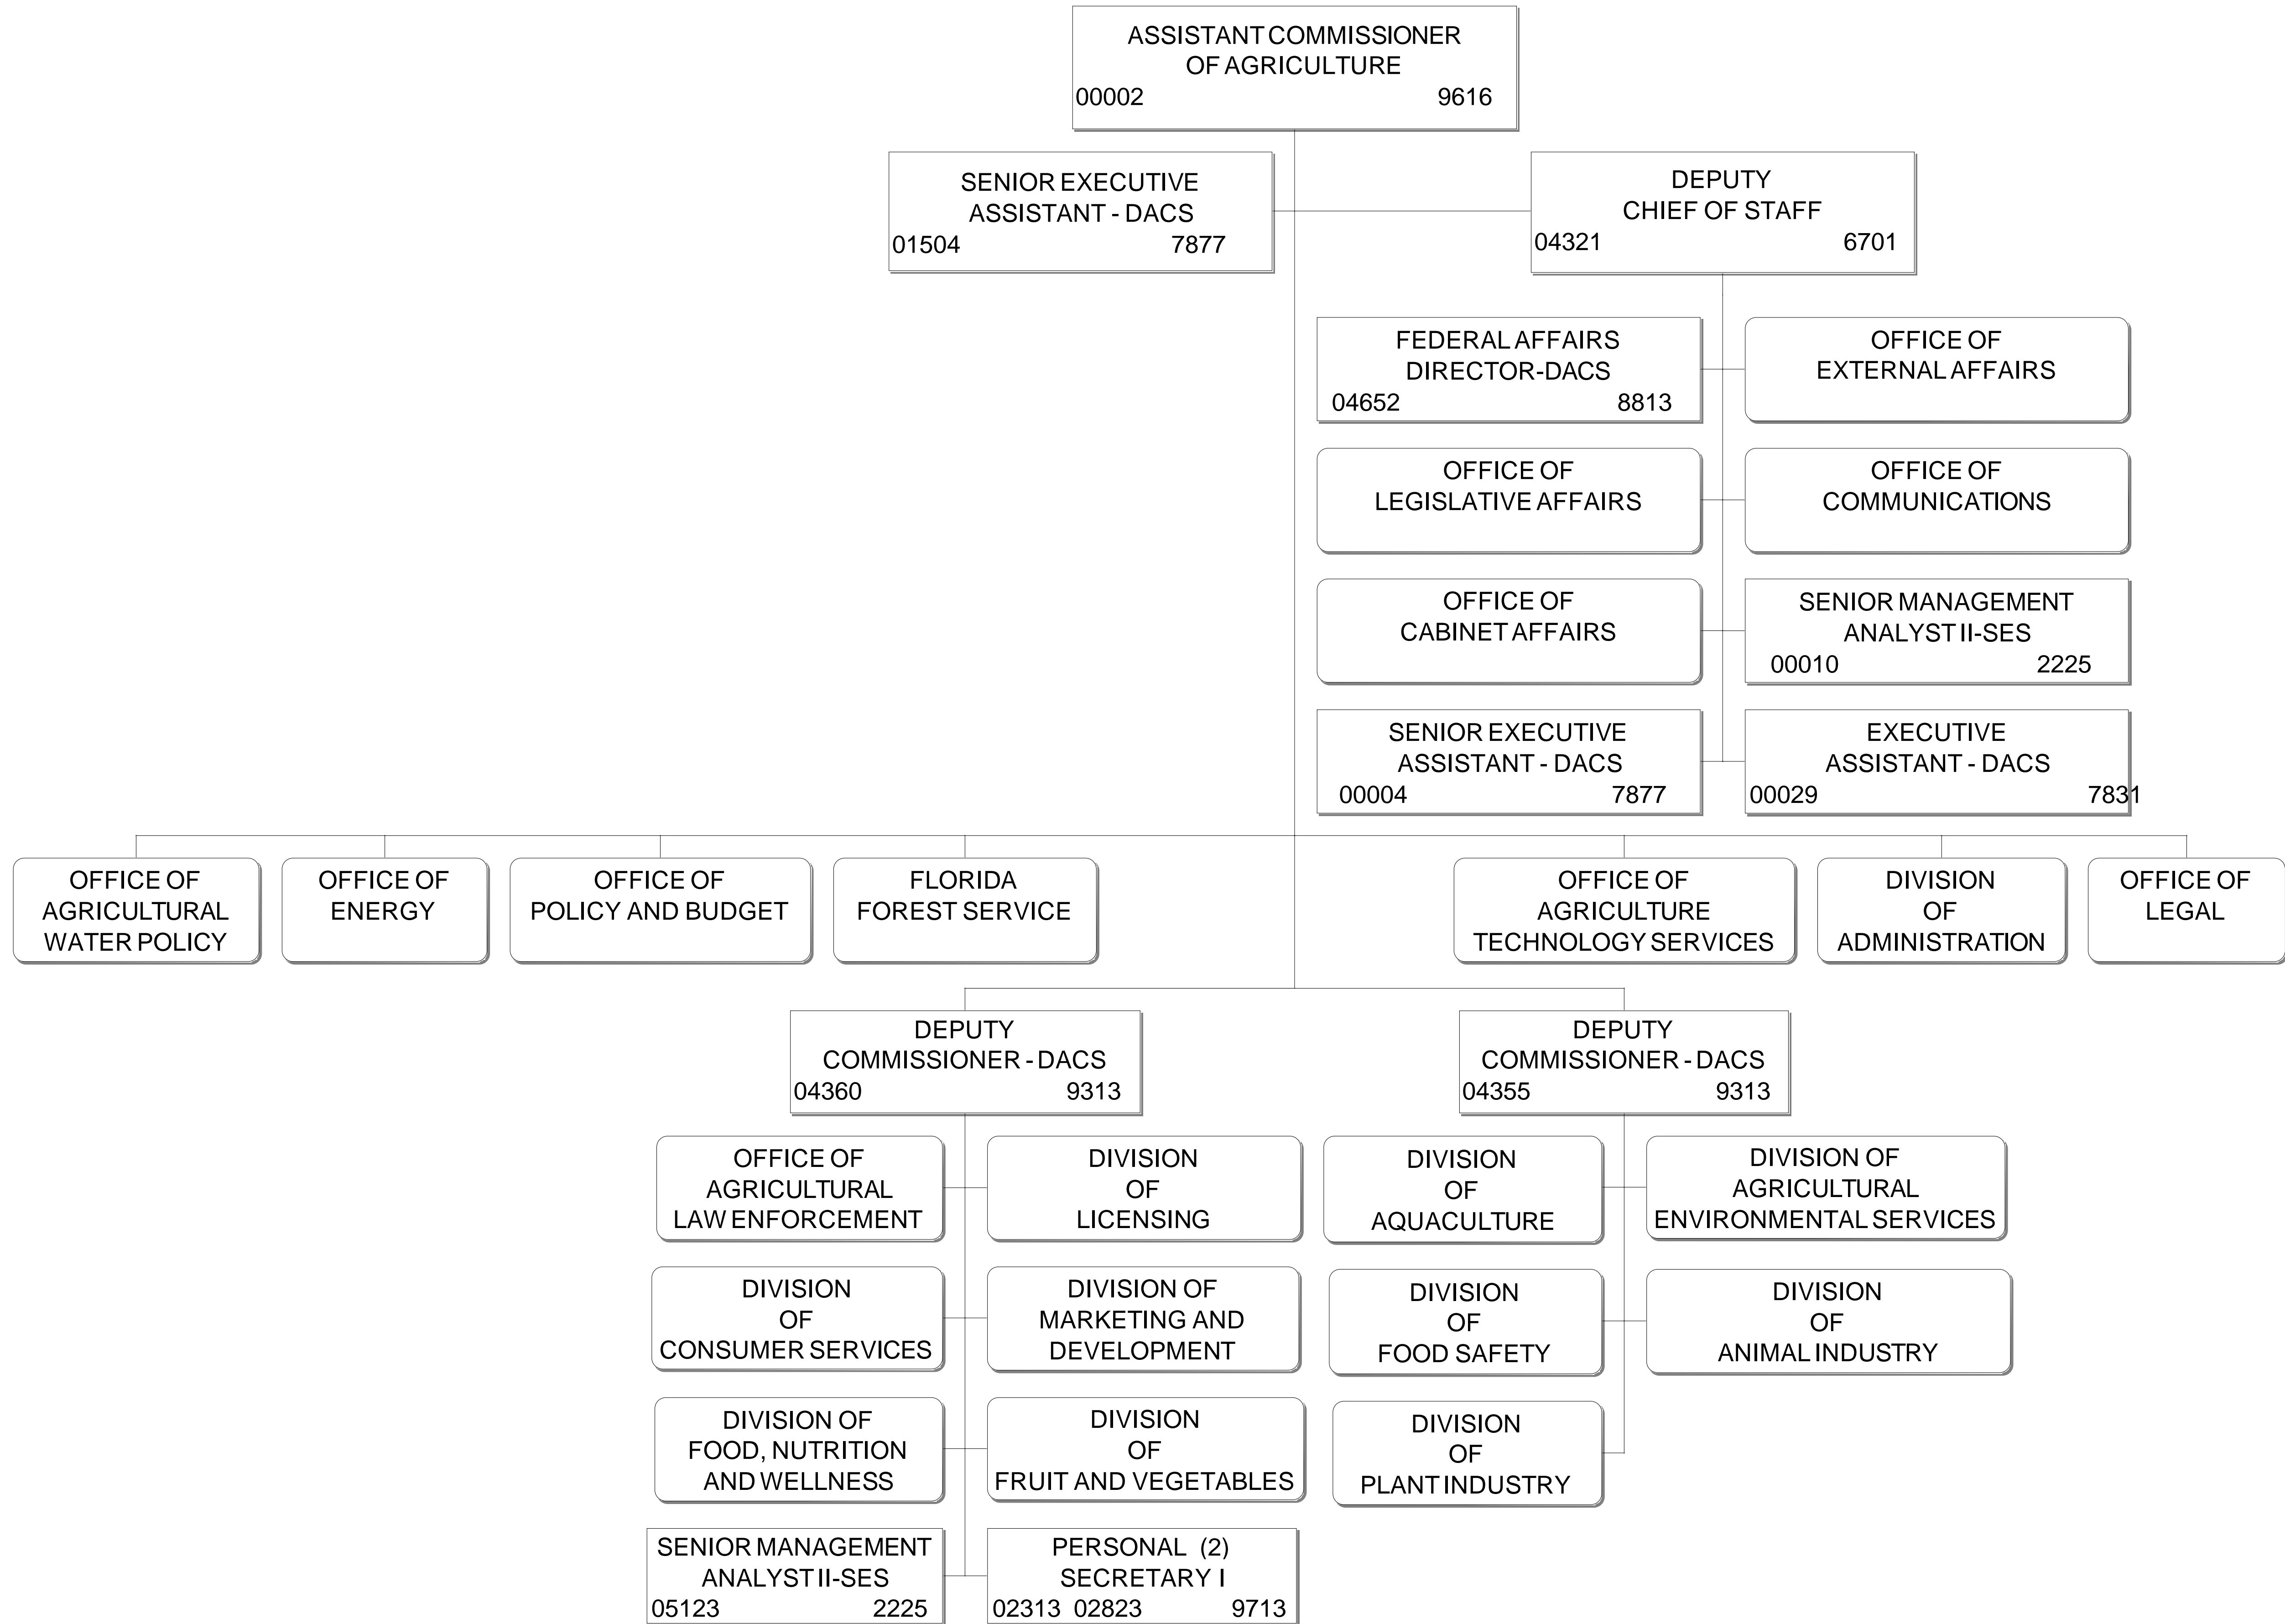 ASSISTANT COMMISSIONER
OF AGRICULTURE
00002 9616
SENIOR EXECUTIVE
ASSISTANT - DACS
01504 7877
DEPUTY
CHIEF OF STAFF
04321 6701
FEDERAL AFFAIRS
DIRECTOR-DACS
04652 8813
OFFICE OF
EXTERNAL AFFAIRS
OFFICE OF
LEGISLATIVE AFFAIRS
OFFICE OF
COMMUNICATIONS
OFFICE OF
CABINET AFFAIRS
SENIOR MANAGEMENT
ANALYST II-SES
00010 2225
SENIOR EXECUTIVE
ASSISTANT - DACS
00004 7877
EXECUTIVE
ASSISTANT - DACS
00029 7831
OFFICE OF
AGRICULTURAL
WATER POLICY
OFFICE OF
ENERGY
OFFICE OF
POLICY AND BUDGET
FLORIDA
FOREST SERVICE
OFFICE OF
AGRICULTURE
TECHNOLOGY SERVICES
DIVISION
OF
ADMINISTRATION
OFFICE OF
LEGAL
DEPUTY
COMMISSIONER - DACS
04360 9313
DEPUTY
COMMISSIONER - DACS
04355 9313
OFFICE OF
AGRICULTURAL
LAW ENFORCEMENT
DIVISION
OF
LICENSING
DIVISION
OF
AQUACULTURE
DIVISION OF
AGRICULTURAL
ENVIRONMENTAL SERVICES
DIVISION
OF
CONSUMER SERVICES
DIVISION OF
MARKETING AND
DEVELOPMENT
DIVISION
OF
FOOD SAFETY
DIVISION
OF
ANIMAL INDUSTRY
DIVISION OF
FOOD, NUTRITION
AND WELLNESS
DIVISION
OF
FRUIT AND VEGETABLES
DIVISION
OF
PLANT INDUSTRY
SENIOR MANAGEMENT
ANALYST II-SES
05123 2225
PERSONAL (2)
SECRETARY I
02313 02823 9713